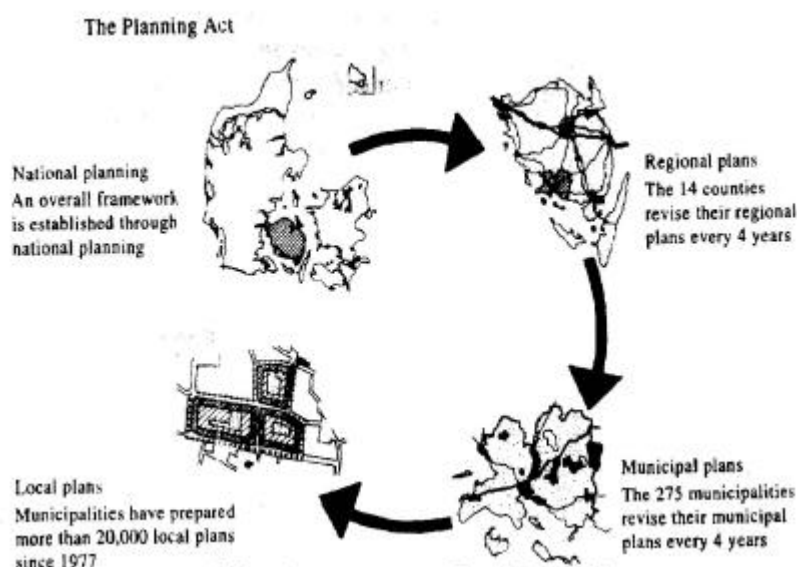 The Planning Act
National planning
An overall framework
is established through
national planning
Regional plans
The 14 counties
revise their regional
plans every 4 years
Municipal plans
The 275 municipalities
revise their municipal
plans every 4 years
Local plans
Municipalities have prepared
more than 20,000 local plans
since 1977